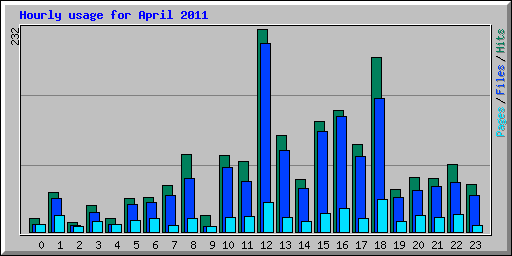 Hourly usage for April 2011
232
Pages / Files / Hits
0 1 2 3 4 5 6 7 8 9 10 11 12 13 14 15 16 17 18 19 20 21 22 23